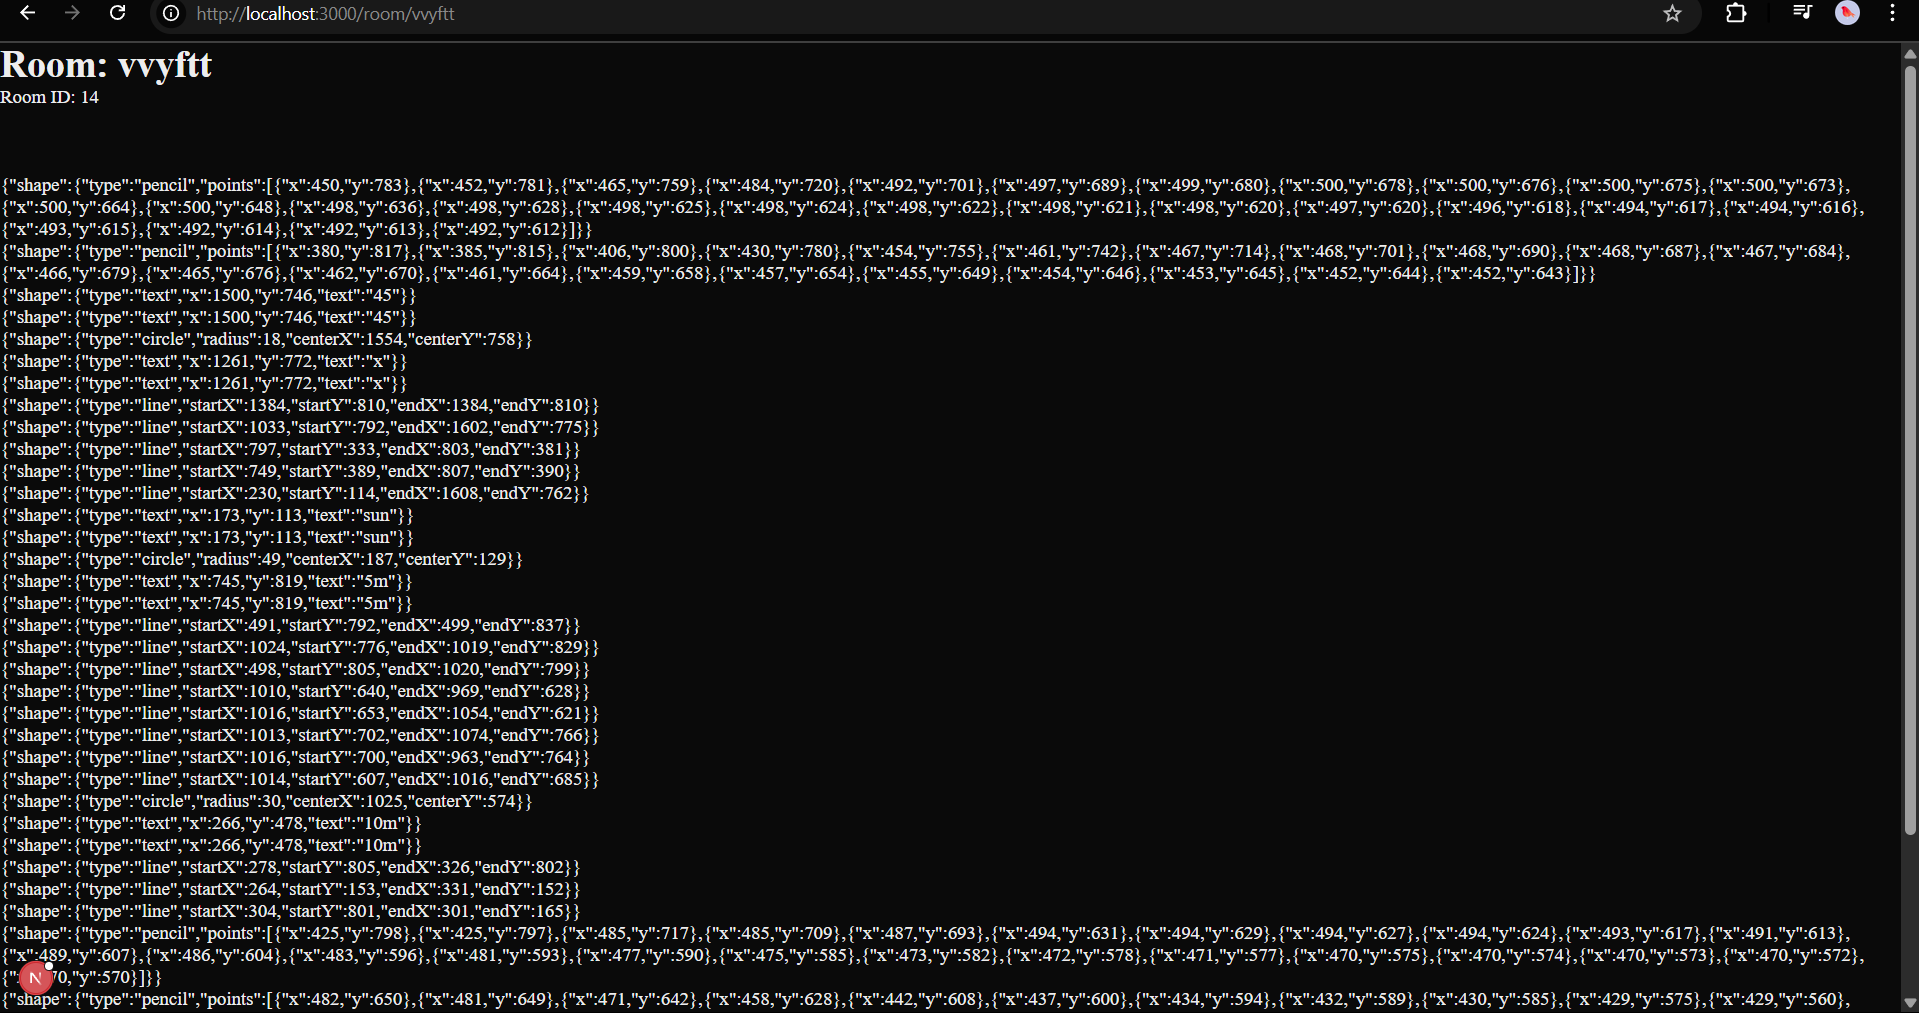 http://localhost:3000/room/vvyftt
Room: vvyftt
Room ID: 14
{"shape":{"type":"pencil","points":[{"x":450,"y":783},{"x":452,"y":781},{"x":465,"y":759},{"x":484,"y":720},{"x":492,"y":701},{"x":497,"y":689},{"x":499,"y":680},{"x":500,"y":678},{"x":500,"y":676},{"x":500,"y":675},{"x":500,"y":673},
{"x":500,"y":664},{"x":500,"y":648},{"x":498,"y":636},{"x":498,"y":628},{"x":498,"y":625},{"x":498,"y":624},{"x":498,"y":622},{"x":498,"y":621},{"x":498,"y":620},{"x":497,"y":620},{"x":496,"y":618},{"x":494,"y":617},{"x":494,"y":616},
{"x":493,"y":615},{"x":492,"y":614},{"x":492,"y":613},{"x":492,"y":612}]}}
{"shape":{"type":"pencil","points":[{"x":380,"y":817},{"x":385,"y":815},{"x":406,"y":800},{"x":430,"y":780},{"x":454,"y":755},{"x":461,"y":742},{"x":467,"y":714},{"x":468,"y":701},{"x":468,"y":690},{"x":468,"y":687},{"x":467,"y":684},
{"x":466,"y":679},{"x":465,"y":676},{"x":462,"y":670},{"x":461,"y":664},{"x":459,"y":658},{"x":457,"y":654},{"x":455,"y":649},{"x":454,"y":646},{"x":453,"y":645},{"x":452,"y":644},{"x":452,"y":643}]}}
{"shape":{"type":"text","x":1500,"y":746,"text":"45"}}
{"shape":{"type":"text","x":1500,"y":746,"text":"45"}}
{"shape":{"type":"circle","radius":18,"centerX":1554,"centerY":758}}
{"shape":{"type":"text","x":1261,"y":772,"text":"x"}}
{"shape":{"type":"text","x":1261,"y":772,"text":"x"}}
{"shape":{"type":"line","startX":1384,"startY":810,"endX":1384,"endY":810}}
{"shape":{"type":"line","startX":1033,"startY":792,"endX":1602,"endY":775}}
{"shape":{"type":"line","startX":797,"startY":333,"endX":803,"endY":381}}
{"shape":{"type":"line","startX":749,"startY":389,"endX":807,"endY":390}}
{"shape":{"type":"line","startX":230,"startY":114,"endX":1608,"endY":762}}
{"shape":{"type":"text","x":173,"y":113,"text":"sun"}}
{"shape":{"type":"text","x":173,"y":113,"text":"sun"}}
{"shape":{"type":"circle","radius":49,"centerX":187,"centerY":129}}
{"shape":{"type":"text","x":745,"y":819,"text":"5m"}}
{"shape":{"type":"text","x":745,"y":819,"text":"5m"}}
{"shape":{"type":"line","startX":491,"startY":792,"endX":499,"endY":837}}
{"shape":{"type":"line","startX":1024,"startY":776,"endX":1019,"endY":829}}
{"shape":{"type":"line","startX":498,"startY":805,"endX":1020,"endY":799}}
{"shape":{"type":"line","startX":1010,"startY":640,"endX":969,"endY":628}}
{"shape":{"type":"line","startX":1016,"startY":653,"endX":1054,"endY":621}}
{"shape":{"type":"line","startX":1013,"startY":702,"endX":1074,"endY":766}}
{"shape":{"type":"line","startX":1016,"startY":700,"endX":963,"endY":764}}
{"shape":{"type":"line","startX":1014,"startY":607,"endX":1016,"endY":685}}
{"shape":{"type":"circle","radius":30,"centerX":1025,"centerY":574}}
{"shape":{"type":"text","x":266,"y":478,"text":"10m"}}
{"shape":{"type":"text","x":266,"y":478,"text":"10m"}}
{"shape":{"type":"line","startX":278,"startY":805,"endX":326,"endY":802}}
{"shape":{"type":"line","startX":264,"startY":153,"endX":331,"endY":152}}
{"shape":{"type":"line","startX":304,"startY":801,"endX":301,"endY":165}}
{"shape":{"type":"pencil","points":[{"x":425,"y":798},{"x":425,"y":797},{"x":485,"y":717},{"x":485,"y":709},{"x":487,"y":693},{"x":494,"y":631},{"x":494,"y":629},{"x":494,"y":627},{"x":494,"y":624},{"x":493,"y":617},{"x":491,"y":613},
{"x":489,"y":607},{"x":486,"y":604},{"x":483,"y":596},{"x":481,"y":593},{"x":477,"y":590},{"x":475,"y":585},{"x":473,"y":582},{"x":472,"y":578},{"x":471,"y":577},{"x":470,"y":575},{"x":470,"y":574},{"x":470,"y":573},{"x":470,"y":572},
70,"y":570}]}}
N
{"shape":{"type":"pencil","points":[{"x":482,"y":650},{"x":481,"y":649},{"x":471,"y":642},{"x":458,"y":628},{"x":442,"y":608},{"x":437,"y":600},{"x":434,"y":594},{"x":432,"y":589},{"x":430,"y":585},{"x":429,"y":575},{"x":429,"y":560},